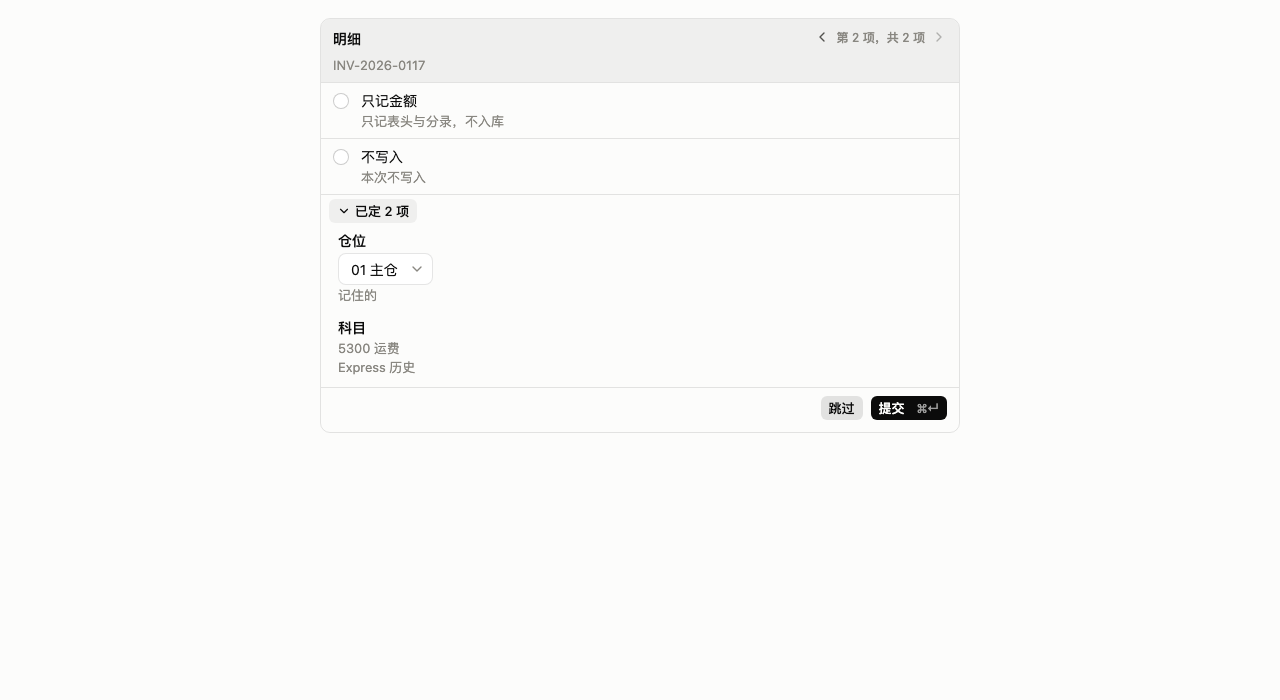 明细
第 2 项，共 2 项
INV-2026-0117
只记金额
只记表头与分录，不入库
不写入
本次不写入
已定 2 项
仓位
01 主仓
记住的
科目
5300 运费
Express 历史
跳过
提交 ⌘↵